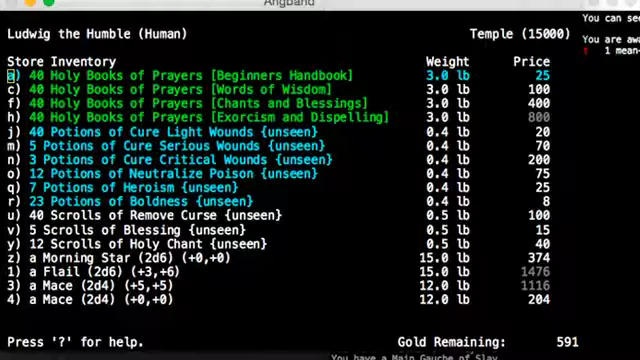 Angband
Ludwig the Humble (Human) Temple (15000)
Store Inventory Weight Price
a) 40 Holy Books of Prayers [Beginners Handbook] 3.0 lb 25
c) 40 Holy Books of Prayers [Words of Wisdom] 3.0 lb 100
f) 40 Holy Books of Prayers [Chants and Blessings] 3.0 lb 400
h) 40 Holy Books of Prayers [Exorcism and Dispelling] 3.0 lb 800
j) 40 Potions of Cure Light Wounds {unseen} 0.4 lb 20
m) 5 Potions of Cure Serious Wounds {unseen} 0.4 lb 70
n) 3 Potions of Cure Critical Wounds {unseen} 0.4 lb 200
o) 12 Potions of Neutralize Poison {unseen} 0.4 lb 75
q) 7 Potions of Heroism {unseen} 0.4 lb 25
r) 23 Potions of Boldness {unseen} 0.4 lb 8
u) 40 Scrolls of Remove Curse {unseen} 0.5 lb 100
v) 5 Scrolls of Blessing {unseen} 0.5 lb 15
y) 12 Scrolls of Holy Chant {unseen} 0.5 lb 40
z) a Morning Star (2d6) (+0,+0) 15.0 lb 374
1) a Flail (2d6) (+3,+6) 15.0 lb 1476
3) a Mace (2d4) (+5,+5) 12.0 lb 1116
4) a Mace (2d4) (+0,+0) 12.0 lb 204
Press '?' for help. Gold Remaining: 591
You can see
You are awa
1 mean-
You have a Main Gauche of Slay